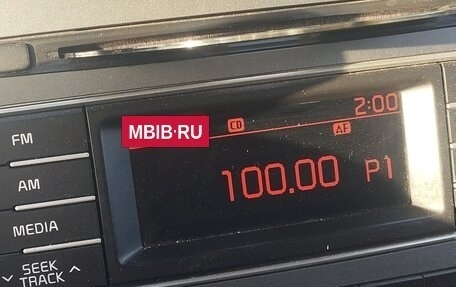 FM
AM
MEDIA
SEEK
TRACK
CD
2:00
AF
100.00 P1
MBIB·RU